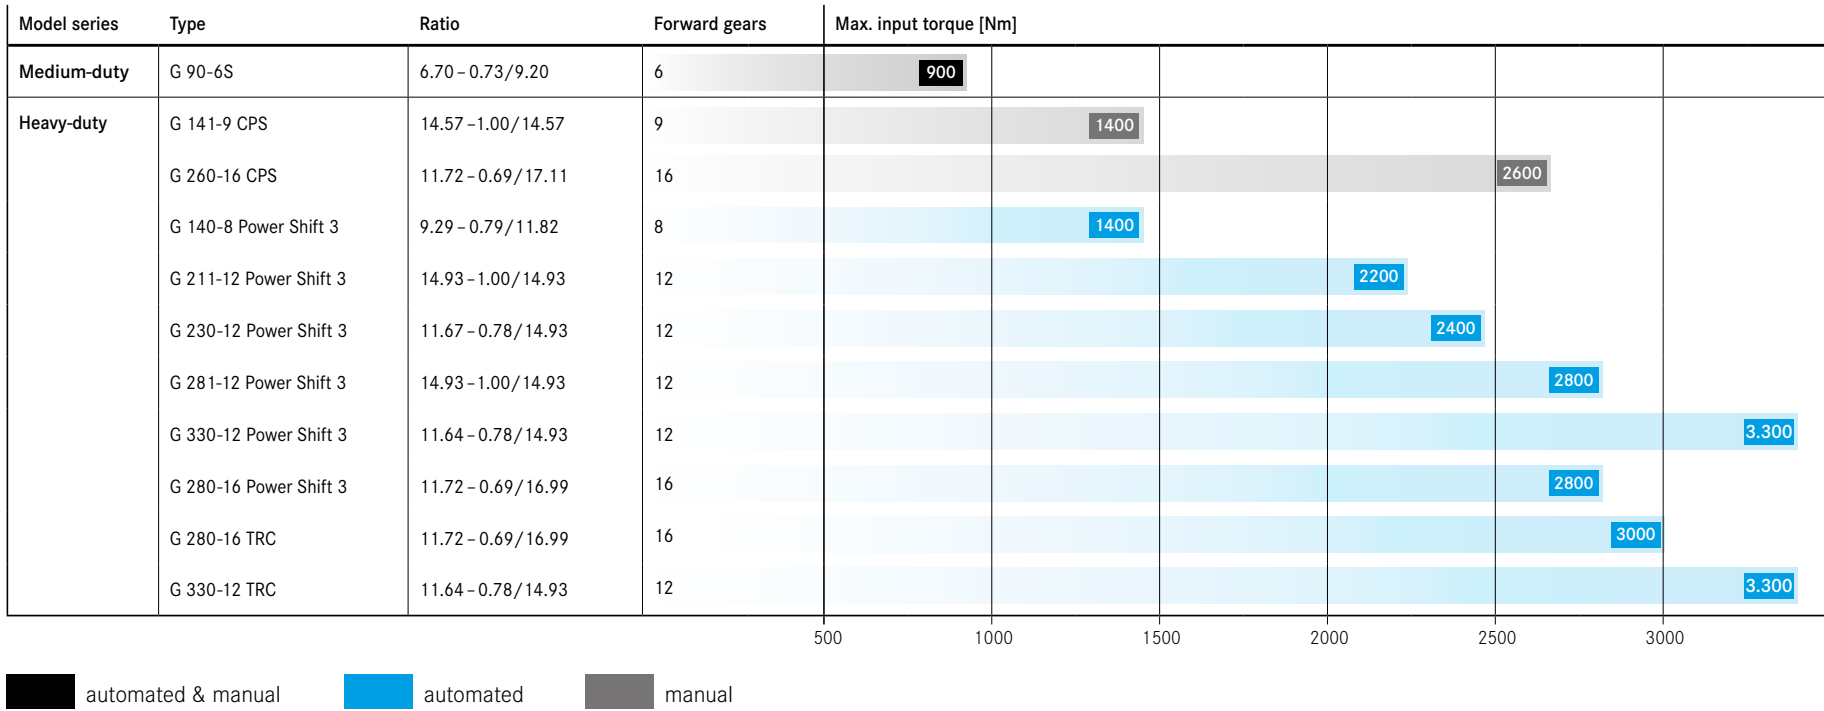 Model series Type Ratio Forward gears Max. input torque [Nm]
Medium-duty G 90-6S 6.70 – 0.73/9.20 6 900
Heavy-duty G 141-9 CPS 14.57 –1.00/14.57 9 1400
G 260-16 CPS 11.72 – 0.69/17.11 16 2600
G 140-8 Power Shift 3 9.29 – 0.79/11.82 8 1400
G 211-12 Power Shift 3 14.93 –1.00/14.93 12 2200
G 230-12 Power Shift 3 11.67 – 0.78/14.93 12 2400
G 281-12 Power Shift 3 14.93 –1.00/14.93 12 2800
G 330-12 Power Shift 3 11.64 – 0.78/14.93 12 3.300
G 280-16 Power Shift 3 11.72 – 0.69/16.99 16 2800
G 280-16 TRC 11.72 – 0.69/16.99 16 3000
G 330-12 TRC 11.64 – 0.78/14.93 12 3.300
500 1000 1500 2000 2500 3000
automated & manual automated manual